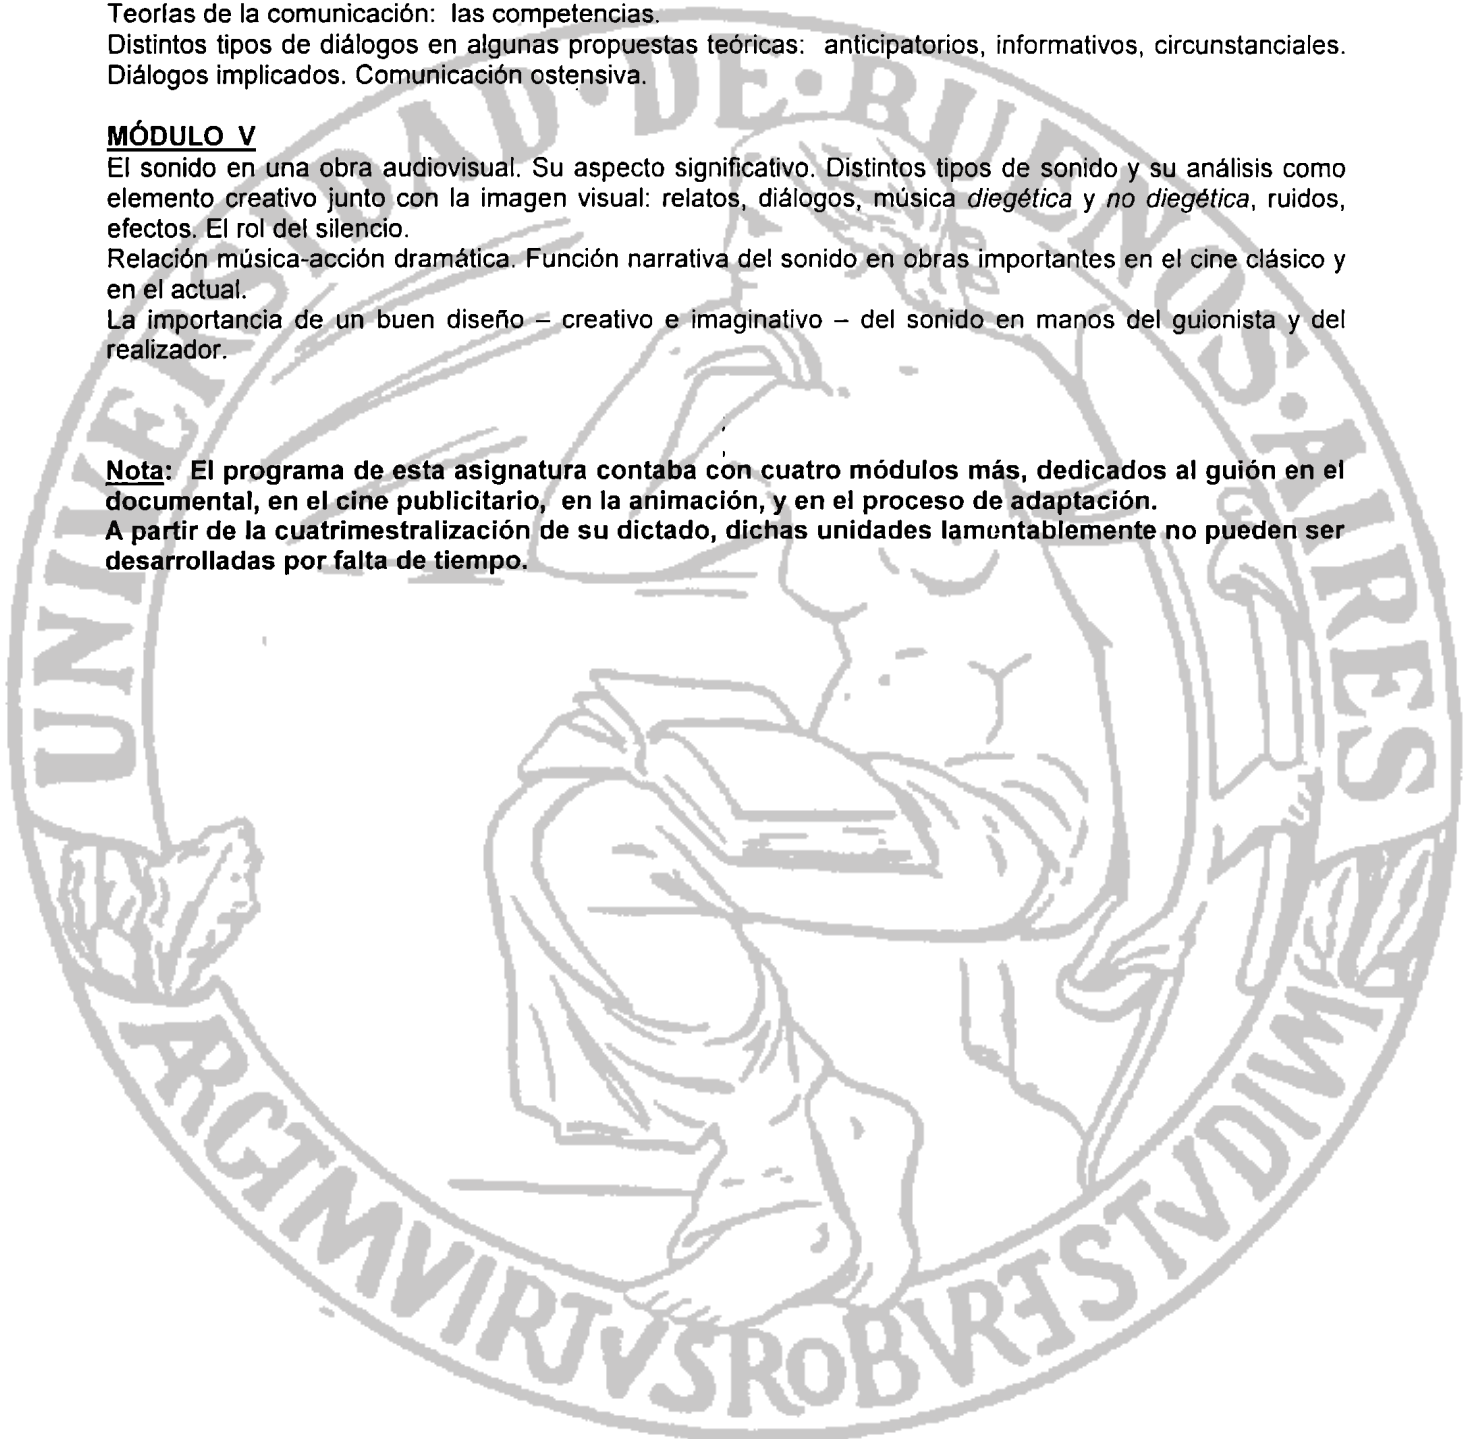 Teorías de la comunicación: las competencias.
Distintos tipos de diálogos en algunas propuestas teóricas: anticipatorios, informativos, circunstanciales.
Diálogos implicados. Comunicación ostensiva.
MÓDULO V
El sonido en una obra audiovisual. Su aspecto significativo. Distintos tipos de sonido y su análisis como
elemento creativo junto con la imagen visual: relatos, diálogos, música diegética y no diegética, ruidos,
efectos. El rol del silencio.
Relación música-acción dramática. Función narrativa del sonido en obras importantes en el cine clásico y
en el actual.
La importancia de un buen diseño – creativo e imaginativo – del sonido en manos del guionista y del
realizador.
Nota: El programa de esta asignatura contaba con cuatro módulos más, dedicados al guión en el
documental, en el cine publicitario, en la animación, y en el proceso de adaptación.
A partir de la cuatrimestralización de su dictado, dichas unidades lamentablemente no pueden ser
desarrolladas por falta de tiempo.
UNIVERSIDAD•DE•BUENOS•AIRES
ARGTMVIRTVSROBVRETSTVDIVM